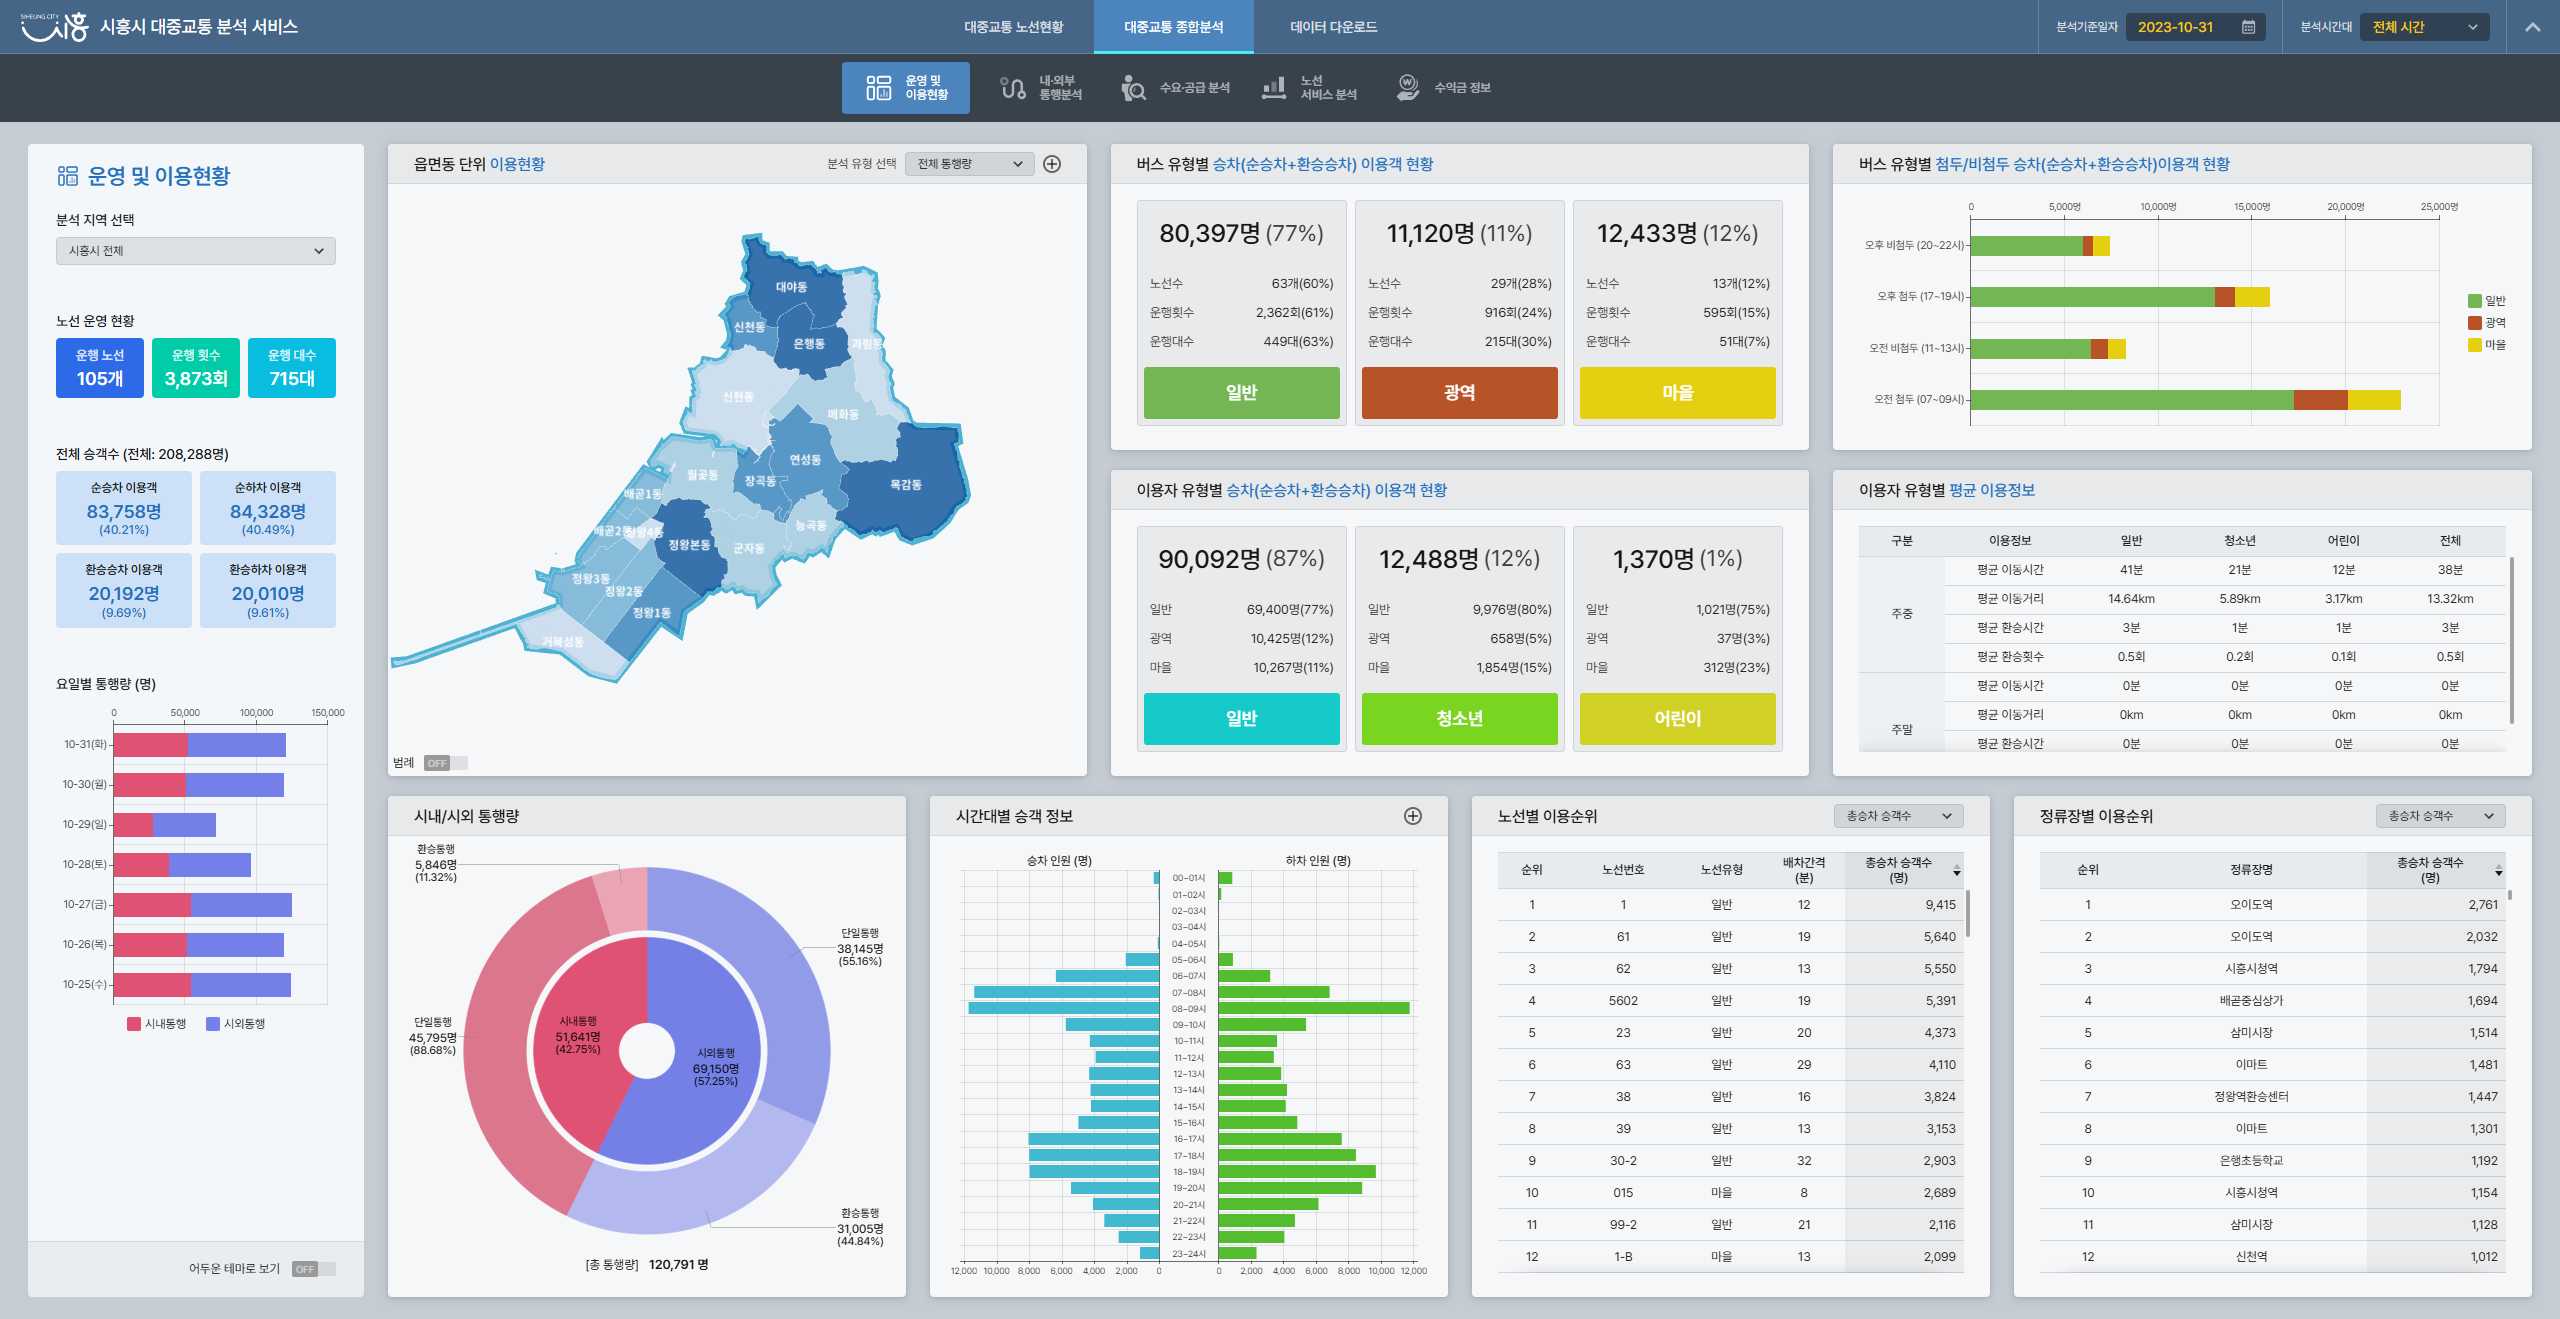 SIHEUNG CITY
시흥
시흥시 대중교통 분석 서비스
대중교통 노선현황
대중교통 종합분석
데이터 다운로드
분석기준일자
2023-10-31
분석시간대
전체 시간
운영 및
이용현황
내·외부
통행분석
수요·공급 분석
노선
서비스 분석
수익금 정보
운영 및 이용현황
분석 지역 선택
시흥시 전체
노선 운영 현황
운행 노선
105개
운행 횟수
3,873회
운행 대수
715대
전체 승객수 (전체: 208,288명)
순승차 이용객
83,758명
(40.21%)
순하차 이용객
84,328명
(40.49%)
환승승차 이용객
20,192명
(9.69%)
환승하차 이용객
20,010명
(9.61%)
요일별 통행량 (명)
0 50,000 100,000 150,000
10-31(화)
10-30(월)
10-29(일)
10-28(토)
10-27(금)
10-26(목)
10-25(수)
시내통행 시외통행
어두운 테마로 보기 OFF
읍면동 단위 이용현황
분석 유형 선택
전체 통행량
대야동
신천동
은행동
과림동
신현동
매화동
연성동
월곶동
장곡동
목감동
배곧1동
능곡동
배곧2동
정왕4동
정왕본동
군자동
정왕3동
정왕2동
정왕1동
거북섬동
범례 OFF
버스 유형별 승차(순승차+환승승차) 이용객 현황
80,397명 (77%)
노선수 63개(60%)
운행횟수 2,362회(61%)
운행대수 449대(63%)
일반
11,120명 (11%)
노선수 29개(28%)
운행횟수 916회(24%)
운행대수 215대(30%)
광역
12,433명 (12%)
노선수 13개(12%)
운행횟수 595회(15%)
운행대수 51대(7%)
마을
버스 유형별 첨두/비첨두 승차(순승차+환승승차)이용객 현황
0 5,000명 10,000명 15,000명 20,000명 25,000명
오후 비첨두 (20~22시)
오후 첨두 (17~19시)
오전 비첨두 (11~13시)
오전 첨두 (07~09시)
일반
광역
마을
이용자 유형별 승차(순승차+환승승차) 이용객 현황
90,092명 (87%)
일반 69,400명(77%)
광역 10,425명(12%)
마을 10,267명(11%)
일반
12,488명 (12%)
일반 9,976명(80%)
광역 658명(5%)
마을 1,854명(15%)
청소년
1,370명 (1%)
일반 1,021명(75%)
광역 37명(3%)
마을 312명(23%)
어린이
이용자 유형별 평균 이용정보
구분 이용정보 일반 청소년 어린이 전체
주중
평균 이동시간 41분 21분 12분 38분
평균 이동거리 14.64km 5.89km 3.17km 13.32km
평균 환승시간 3분 1분 1분 3분
평균 환승횟수 0.5회 0.2회 0.1회 0.5회
주말
평균 이동시간 0분 0분 0분 0분
평균 이동거리 0km 0km 0km 0km
평균 환승시간 0분 0분 0분 0분
시내/시외 통행량
환승통행
5,846명
(11.32%)
단일통행
38,145명
(55.16%)
단일통행
45,795명
(88.68%)
시내통행
51,641명
(42.75%)
시외통행
69,150명
(57.25%)
환승통행
31,005명
(44.84%)
[총 통행량] 120,791 명
시간대별 승객 정보
승차 인원 (명) 하차 인원 (명)
00~01시
01~02시
02~03시
03~04시
04~05시
05~06시
06~07시
07~08시
08~09시
09~10시
10~11시
11~12시
12~13시
13~14시
14~15시
15~16시
16~17시
17~18시
18~19시
19~20시
20~21시
21~22시
22~23시
23~24시
12,000 10,000 8,000 6,000 4,000 2,000 0 0 2,000 4,000 6,000 8,000 10,000 12,000
노선별 이용순위
총승차 승객수
순위 노선번호 노선유형 배차간격 (분) 총승차 승객수 (명)
1 1 일반 12 9,415
2 61 일반 19 5,640
3 62 일반 13 5,550
4 5602 일반 19 5,391
5 23 일반 20 4,373
6 63 일반 29 4,110
7 38 일반 16 3,824
8 39 일반 13 3,153
9 30-2 일반 32 2,903
10 015 마을 8 2,689
11 99-2 일반 21 2,116
12 1-B 마을 13 2,099
정류장별 이용순위
총승차 승객수
순위 정류장명 총승차 승객수 (명)
1 오이도역 2,761
2 오이도역 2,032
3 시흥시청역 1,794
4 배곧중심상가 1,694
5 삼미시장 1,514
6 이마트 1,481
7 정왕역환승센터 1,447
8 이마트 1,301
9 은행초등학교 1,192
10 시흥시청역 1,154
11 삼미시장 1,128
12 신천역 1,012